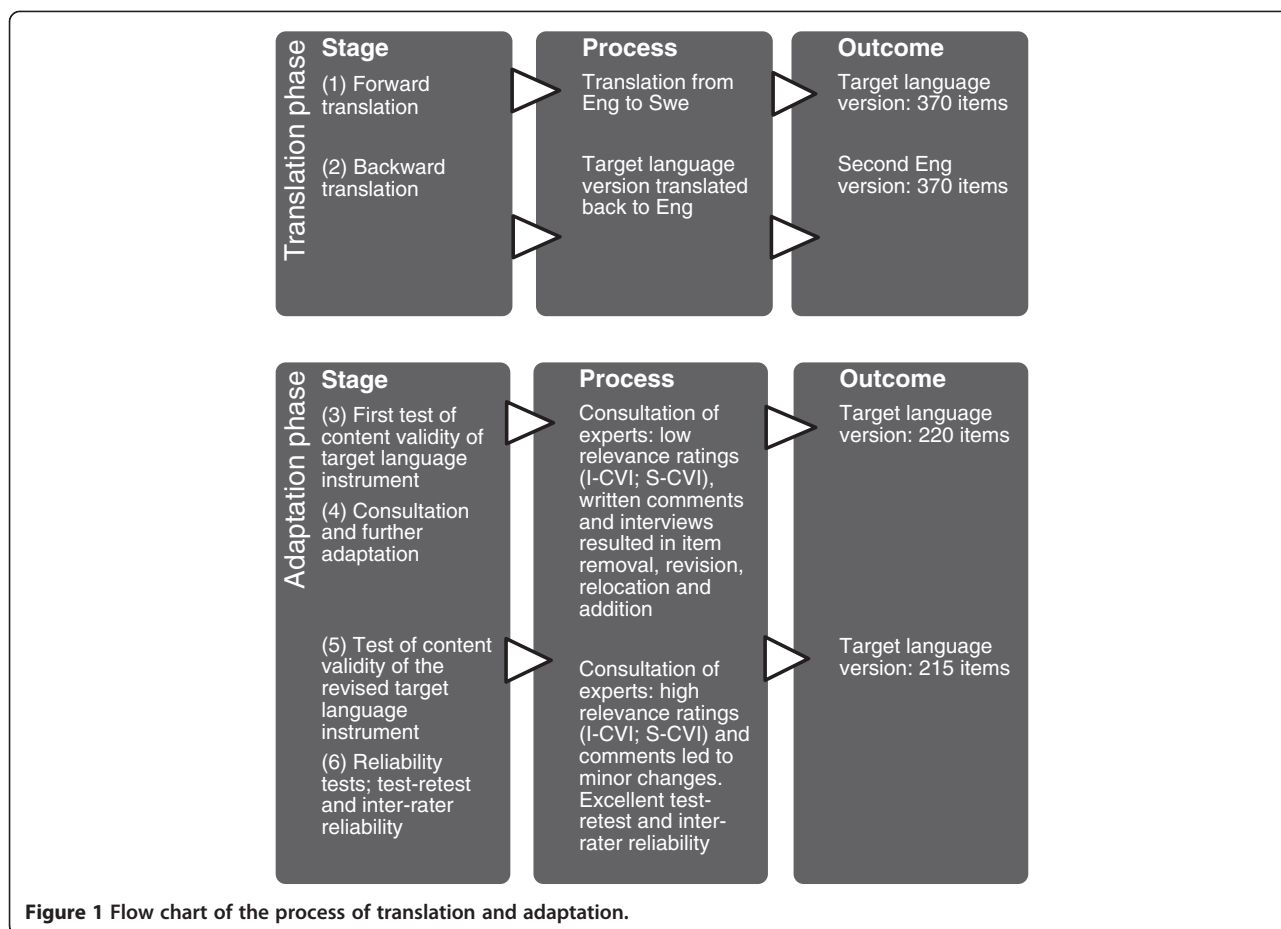 Translation phase
Stage
(1) Forward
translation
(2) Backward
translation
Process
Translation from
Eng to Swe
Target language
version translated
back to Eng
Outcome
Target language
version: 370 items
Second Eng
version: 370 items
Adaptation phase
Stage
(3) First test of
content validity of
target language
instrument
(4) Consultation
and further
adaptation
(5) Test of content
validity of the
revised target
language
instrument
(6) Reliability
tests; test-retest
and inter-rater
reliability
Process
Consultation of
experts: low
relevance ratings
(I-CVI; S-CVI),
written comments
and interviews
resulted in item
removal, revision,
relocation and
addition
Consultation of
experts: high
relevance ratings
(I-CVI; S-CVI) and
comments led to
minor changes.
Excellent test-
retest and inter-
rater reliability
Outcome
Target language
version: 220 items
Target language
version: 215 items
Figure 1 Flow chart of the process of translation and adaptation.